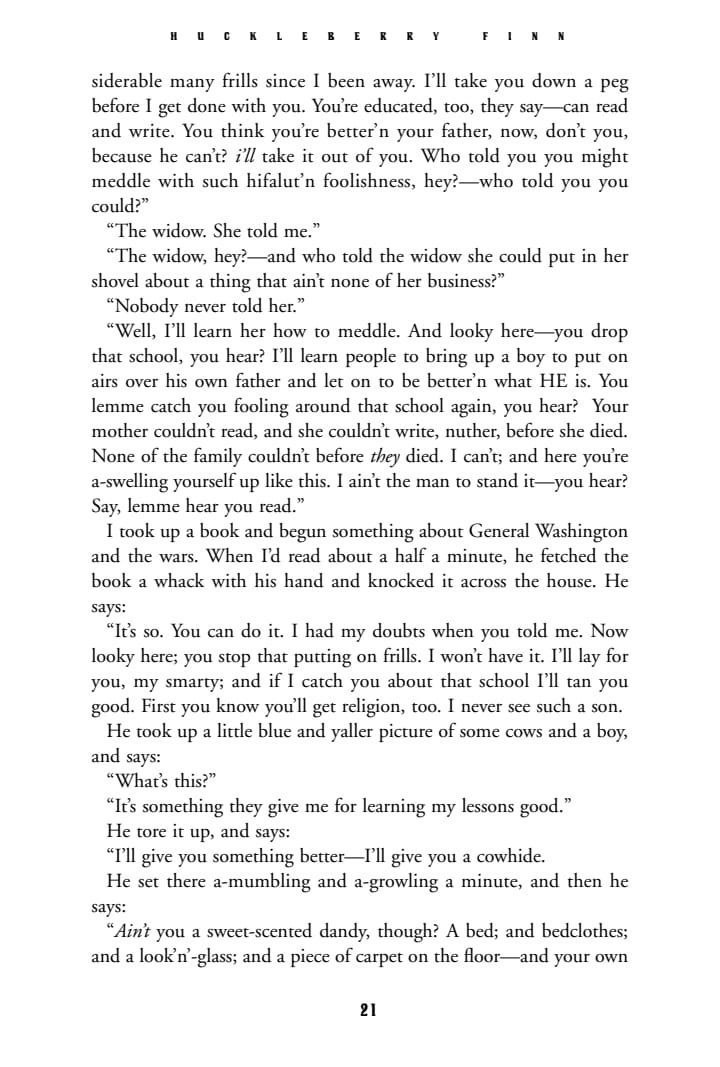 HUCKLEBERRY FINN
siderable many frills since I been away. I’ll take you down a peg
before I get done with you. You’re educated, too, they say—can read
and write. You think you’re better’n your father, now, don’t you,
because he can’t? i’ll take it out of you. Who told you you might
meddle with such hifalut’n foolishness, hey?—who told you you
could?”
“The widow. She told me.”
“The widow, hey?—and who told the widow she could put in her
shovel about a thing that ain’t none of her business?”
“Nobody never told her.”
“Well, I’ll learn her how to meddle. And looky here—you drop
that school, you hear? I’ll learn people to bring up a boy to put on
airs over his own father and let on to be better’n what HE is. You
lemme catch you fooling around that school again, you hear?  Your
mother couldn’t read, and she couldn’t write, nuther, before she died.
None of the family couldn’t before they died. I can’t; and here you’re
a-swelling yourself up like this. I ain’t the man to stand it—you hear?
Say, lemme hear you read.”
I took up a book and begun something about General Washington
and the wars. When I’d read about a half a minute, he fetched the
book a whack with his hand and knocked it across the house. He
says:
“It’s so. You can do it. I had my doubts when you told me. Now
looky here; you stop that putting on frills. I won’t have it. I’ll lay for
you, my smarty; and if I catch you about that school I’ll tan you
good. First you know you’ll get religion, too. I never see such a son.
He took up a little blue and yaller picture of some cows and a boy,
and says:
“What’s this?”
“It’s something they give me for learning my lessons good.”
He tore it up, and says:
“I’ll give you something better—I’ll give you a cowhide.
He set there a-mumbling and a-growling a minute, and then he
says:
“Ain’t you a sweet-scented dandy, though? A bed; and bedclothes;
and a look’n’-glass; and a piece of carpet on the floor—and your own
21